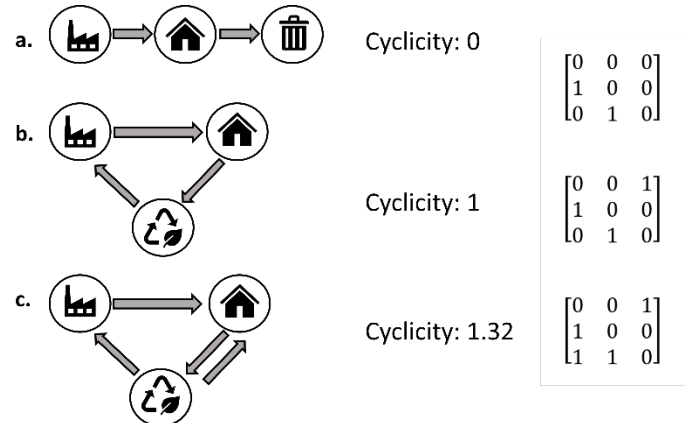 a.
Cyclicity: 0
[0 0 0]
[1 0 0]
[0 1 0]
b.
Cyclicity: 1
[0 0 1]
[1 0 0]
[0 1 0]
c.
Cyclicity: 1.32
[0 0 1]
[1 0 0]
[1 1 0]